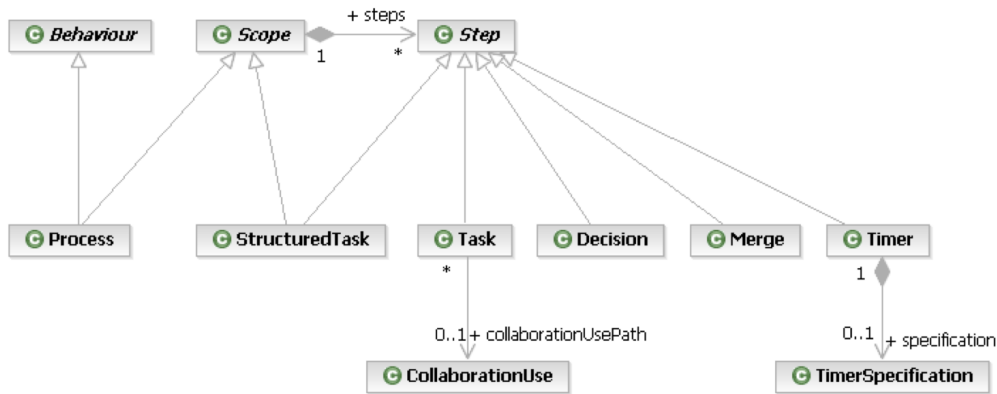 + steps
Behaviour
Scope
Step
1
*
Process
StructuredTask
Task
Decision
Merge
Timer
*
1
0..1
+ collaborationUsePath
0..1
+ specification
CollaborationUse
TimerSpecification